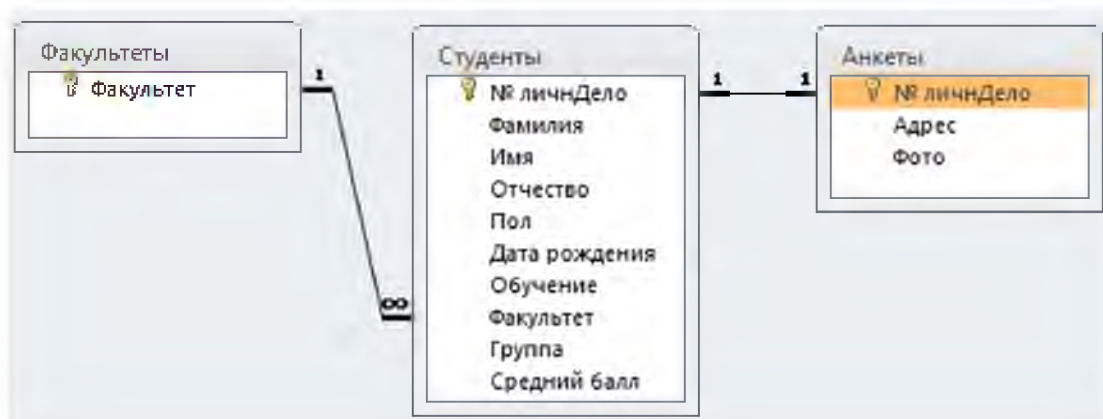 Факультеты
Факультет
1
∞
Студенты
№ личнДело
Фамилия
Имя
Отчество
Пол
Дата рождения
Обучение
Факультет
Группа
Средний балл
1
1
Анкеты
№ личнДело
Адрес
Фото